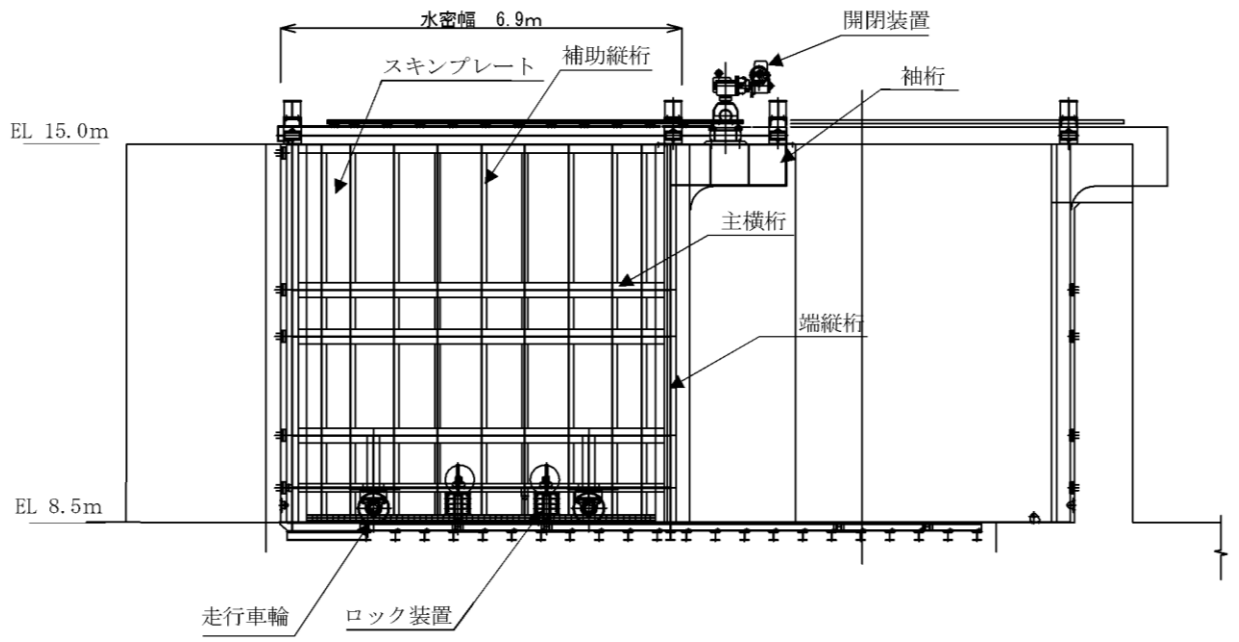 水密幅 6.9m
開閉装置
補助縦桁
スキンプレート
袖桁
EL 15.0m
主横桁
端縦桁
EL 8.5m
走行車輪
ロック装置